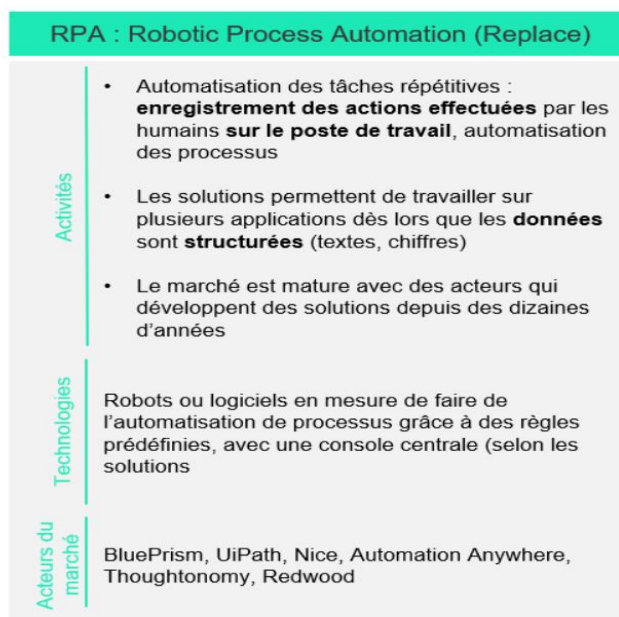 RPA : Robotic Process Automation (Replace)
Activités
• Automatisation des tâches répétitives :
enregistrement des actions effectuées par les
humains sur le poste de travail, automatisation
des processus
• Les solutions permettent de travailler sur
plusieurs applications dès lors que les données
sont structurées (textes, chiffres)
• Le marché est mature avec des acteurs qui
développent des solutions depuis des dizaines
d’années
Technologies
Robots ou logiciels en mesure de faire de
l’automatisation de processus grâce à des règles
prédéfinies, avec une console centrale (selon les
solutions
Acteurs du
marché
BluePrism, UiPath, Nice, Automation Anywhere,
Thoughtonomy, Redwood